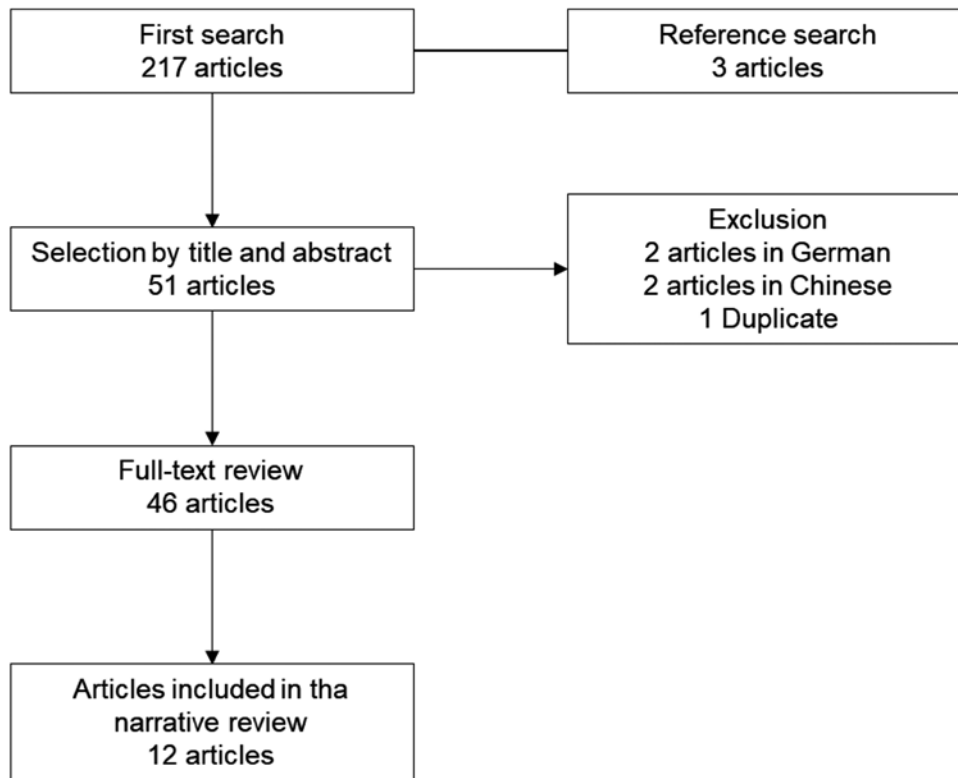 First search
217 articles
Reference search
3 articles
Selection by title and abstract
51 articles
Exclusion
2 articles in German
2 articles in Chinese
1 Duplicate
Full-text review
46 articles
Articles included in tha
narrative review
12 articles